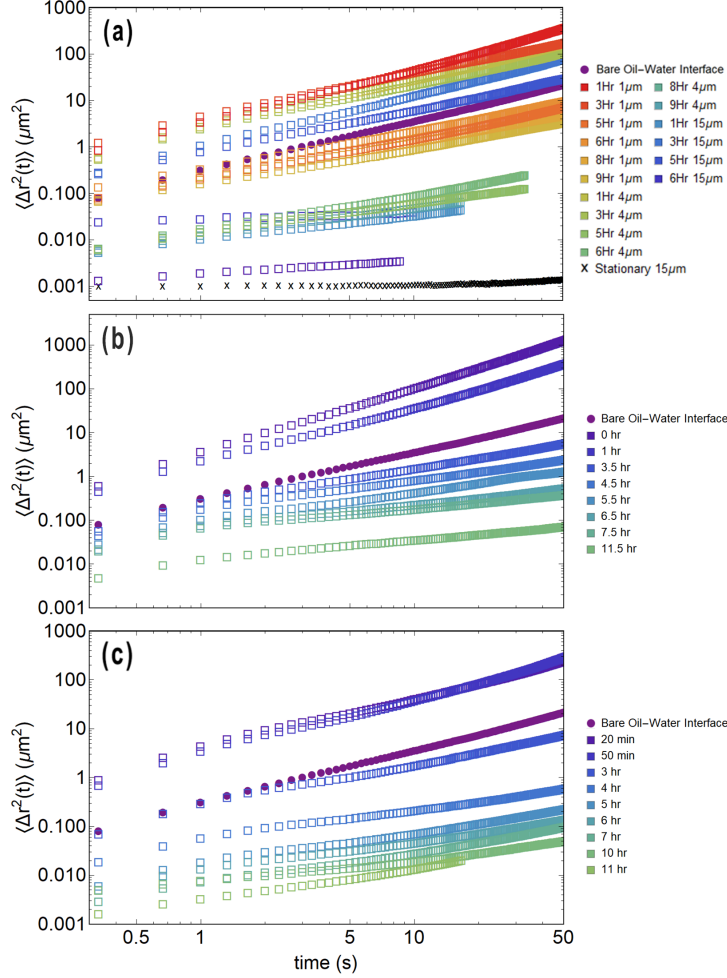 (a)
⟨Δr²(t)⟩ (μm²)
1000
100
10
1
0.100
0.010
0.001
Bare Oil–Water Interface
1Hr 1μm
3Hr 1μm
5Hr 1μm
6Hr 1μm
8Hr 1μm
9Hr 1μm
1Hr 4μm
3Hr 4μm
5Hr 4μm
6Hr 4μm
8Hr 4μm
9Hr 4μm
1Hr 15μm
3Hr 15μm
5Hr 15μm
6Hr 15μm
x Stationary 15μm
(b)
⟨Δr²(t)⟩ (μm²)
1000
100
10
1
0.100
0.010
0.001
Bare Oil–Water Interface
0 hr
1 hr
3.5 hr
4.5 hr
5.5 hr
6.5 hr
7.5 hr
11.5 hr
(c)
⟨Δr²(t)⟩ (μm²)
1000
100
10
1
0.100
0.010
0.001
Bare Oil–Water Interface
20 min
50 min
3 hr
4 hr
5 hr
6 hr
7 hr
10 hr
11 hr
0.5 1 5 10 50
time (s)